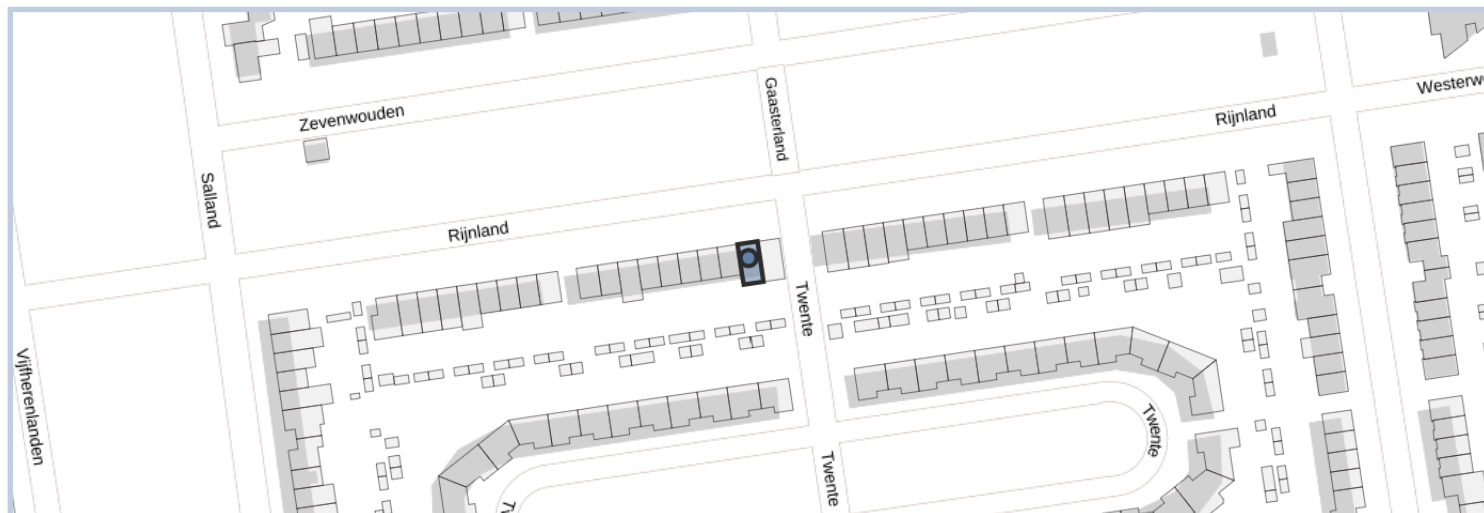 Zevenwouden
Gaasterland
Westerw
Rijnland
Salland
Rijnland
Twente
Vijfherenlanden
Twente
Twente